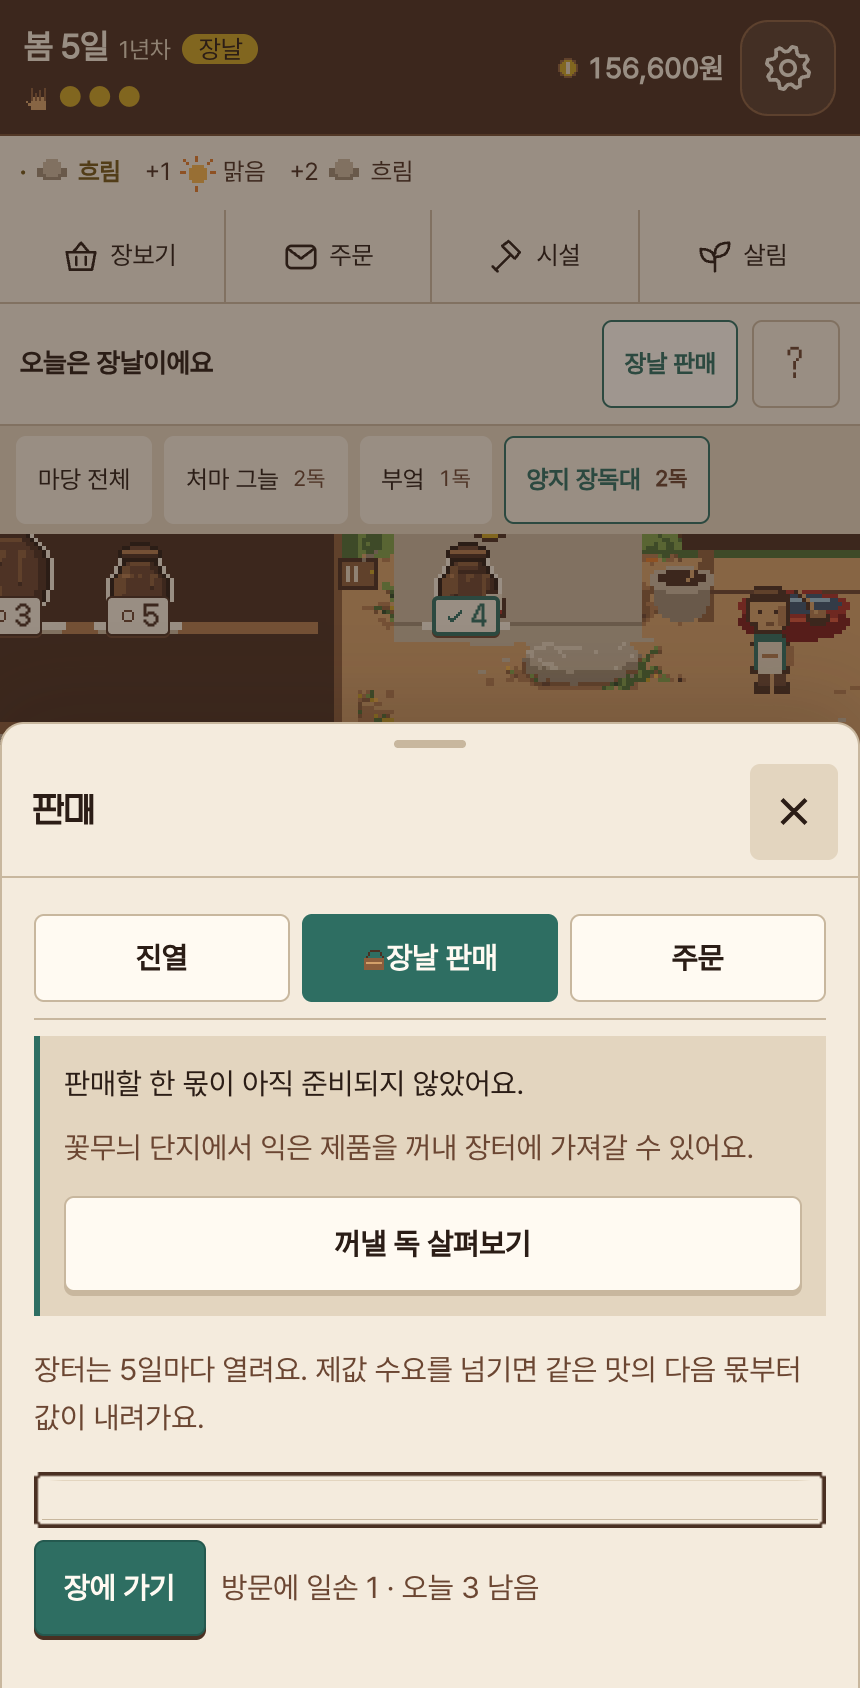 봄 5일 1년차 장날
156,600원
· 흐림 +1 맑음 +2 흐림
장보기 주문 시설 살림
오늘은 장날이에요 장날 판매 ?
마당 전체 처마 그늘 2독 부엌 1독 양지 장독대 2독
3 5 4
판매
진열 장날 판매 주문
판매할 한 몫이 아직 준비되지 않았어요.
꽃무늬 단지에서 익은 제품을 꺼내 장터에 가져갈 수 있어요.
꺼낼 독 살펴보기
장터는 5일마다 열려요. 제값 수요를 넘기면 같은 맛의 다음 몫부터
값이 내려가요.
장에 가기 방문에 일손 1 · 오늘 3 남음